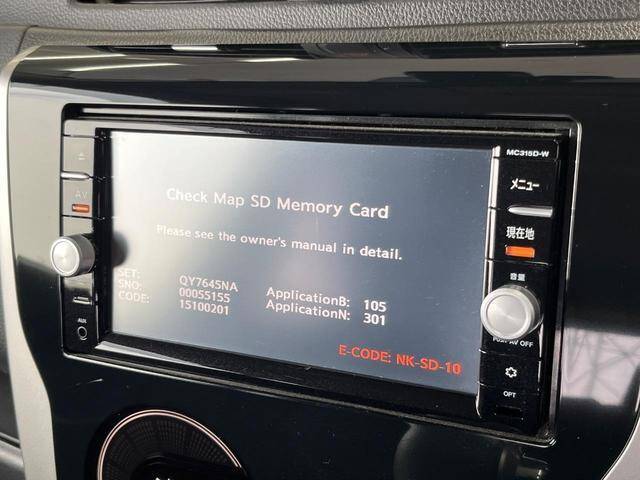 MC315D-W
メニュー
AV
現在地
音量
PUSH AV OFF
OPT
AUX
Check Map SD Memory Card
Please see the owner's manual in detail.
SET: QY7645NA
SNO: 00055155
CODE: 15100201
ApplicationB: 105
ApplicationN: 301
E-CODE: NK-SD-10